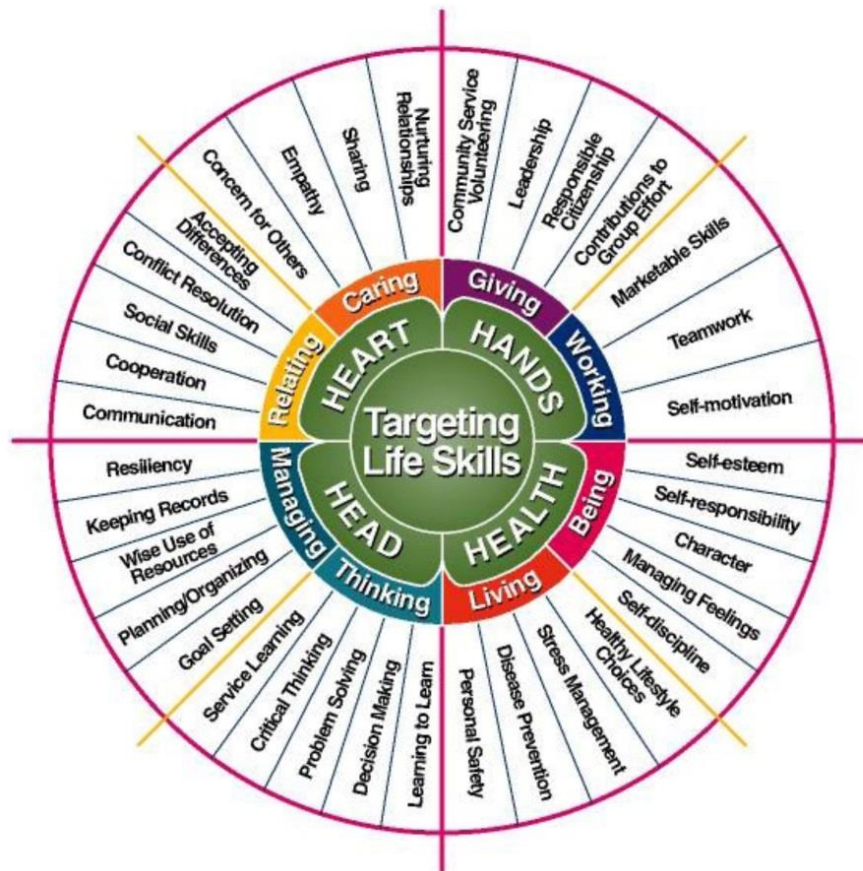 Targeting
Life Skills
HEART
HANDS
HEALTH
HEAD
Caring
Giving
Working
Being
Living
Thinking
Managing
Relating
Community Service
Volunteering
Leadership
Responsible
Citizenship
Contributions to
Group Effort
Marketable Skills
Teamwork
Self-motivation
Self-esteem
Self-responsibility
Character
Managing Feelings
Self-discipline
Healthy Lifestyle
Choices
Stress Management
Disease Prevention
Personal Safety
Learning to Learn
Decision Making
Problem Solving
Critical Thinking
Service Learning
Goal Setting
Planning/Organizing
Wise Use of
Resources
Keeping Records
Resiliency
Communication
Cooperation
Social Skills
Conflict Resolution
Accepting
Differences
Concern for Others
Empathy
Sharing
Nurturing
Relationships